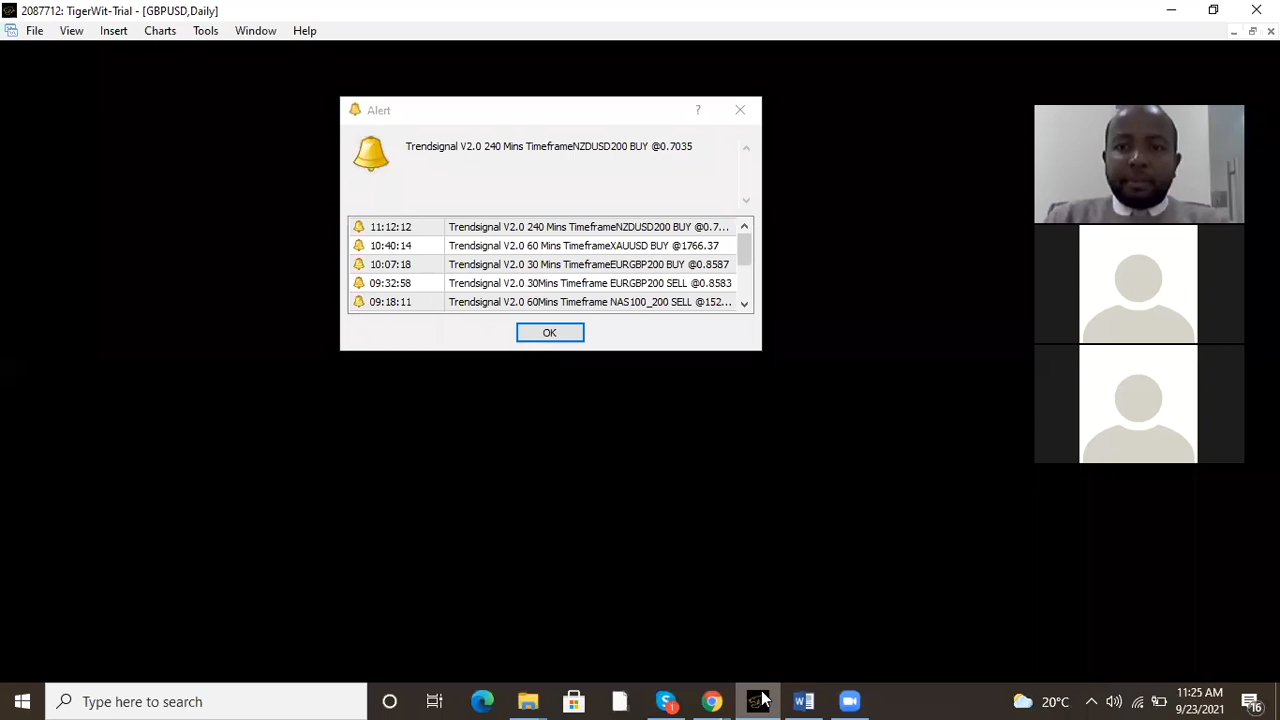 2087712: TigerWit-Trial - [GBPUSD,Daily]
File View Insert Charts Tools Window Help
Alert
?
Trendsignal V2.0 240 Mins TimeframeNZDUSD200 BUY @0.7035
11:12:12 Trendsignal V2.0 240 Mins TimeframeNZDUSD200 BUY @0.7...
10:40:14 Trendsignal V2.0 60 Mins TimeframeXAUUSD BUY @1766.37
10:07:18 Trendsignal V2.0 30 Mins TimeframeEURGBP200 BUY @0.8587
09:32:58 Trendsignal V2.0 30Mins Timeframe EURGBP200 SELL @0.8583
09:18:11 Trendsignal V2.0 60Mins Timeframe NAS100_200 SELL @152...
OK
Type here to search
1
20°C
11:25 AM
9/23/2021
16